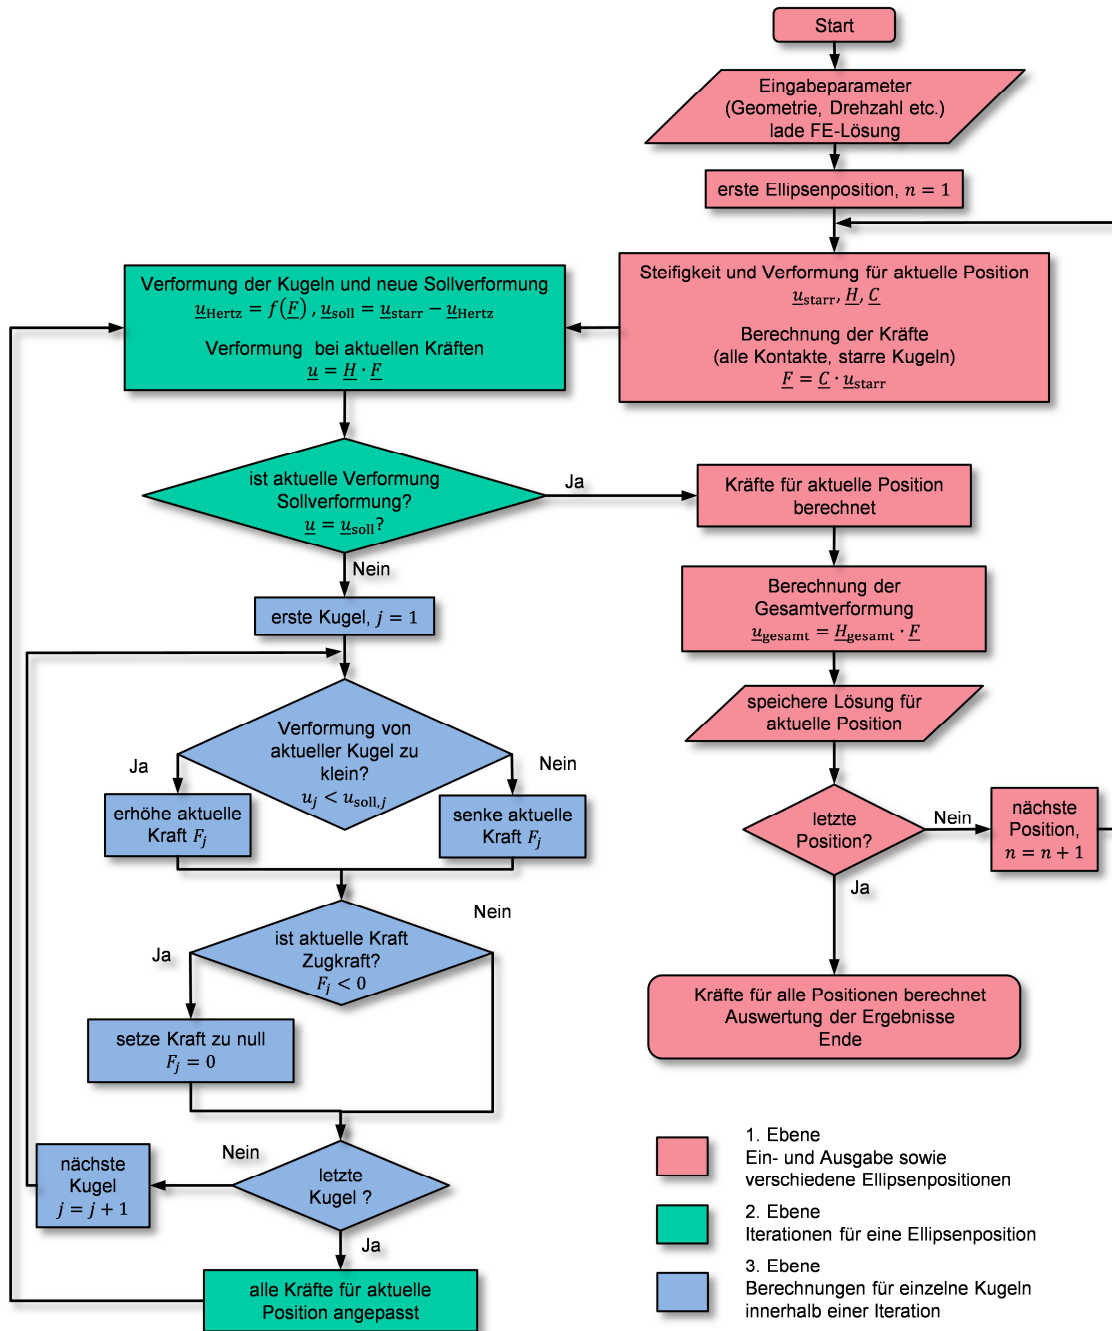 Start
Eingabeparameter
(Geometrie, Drehzahl etc.)
lade FE-Lösung
erste Ellipsenposition, n = 1
Steifigkeit und Verformung für aktuelle Position
u_starr, H, C
Berechnung der Kräfte
(alle Kontakte, starre Kugeln)
F = C · u_starr
Verformung der Kugeln und neue Sollverformung
u_Hertz = f(F) , u_soll = u_starr − u_Hertz
Verformung bei aktuellen Kräften
u = H · F
ist aktuelle Verformung
Sollverformung?
u = u_soll?
Ja
Nein
Kräfte für aktuelle Position
berechnet
Berechnung der
Gesamtverformung
u_gesamt = H_gesamt · F
speichere Lösung für
aktuelle Position
letzte
Position?
Nein
nächste
Position,
n = n + 1
Ja
Kräfte für alle Positionen berechnet
Auswertung der Ergebnisse
Ende
erste Kugel, j = 1
Verformung von
aktueller Kugel zu
klein?
u_j < u_soll,j
Ja
Nein
erhöhe aktuelle
Kraft F_j
senke aktuelle
Kraft F_j
ist aktuelle Kraft
Zugkraft?
F_j < 0
Ja
Nein
setze Kraft zu null
F_j = 0
letzte
Kugel ?
Nein
nächste
Kugel
j = j + 1
Ja
alle Kräfte für aktuelle
Position angepasst
1. Ebene
Ein- und Ausgabe sowie
verschiedene Ellipsenpositionen
2. Ebene
Iterationen für eine Ellipsenposition
3. Ebene
Berechnungen für einzelne Kugeln
innerhalb einer Iteration